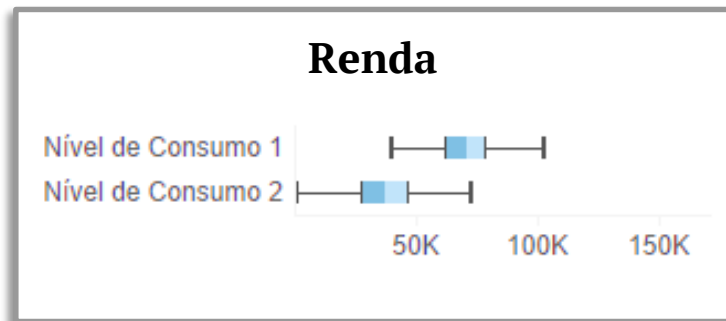 Renda
Nível de Consumo 1
Nível de Consumo 2
50K 100K 150K